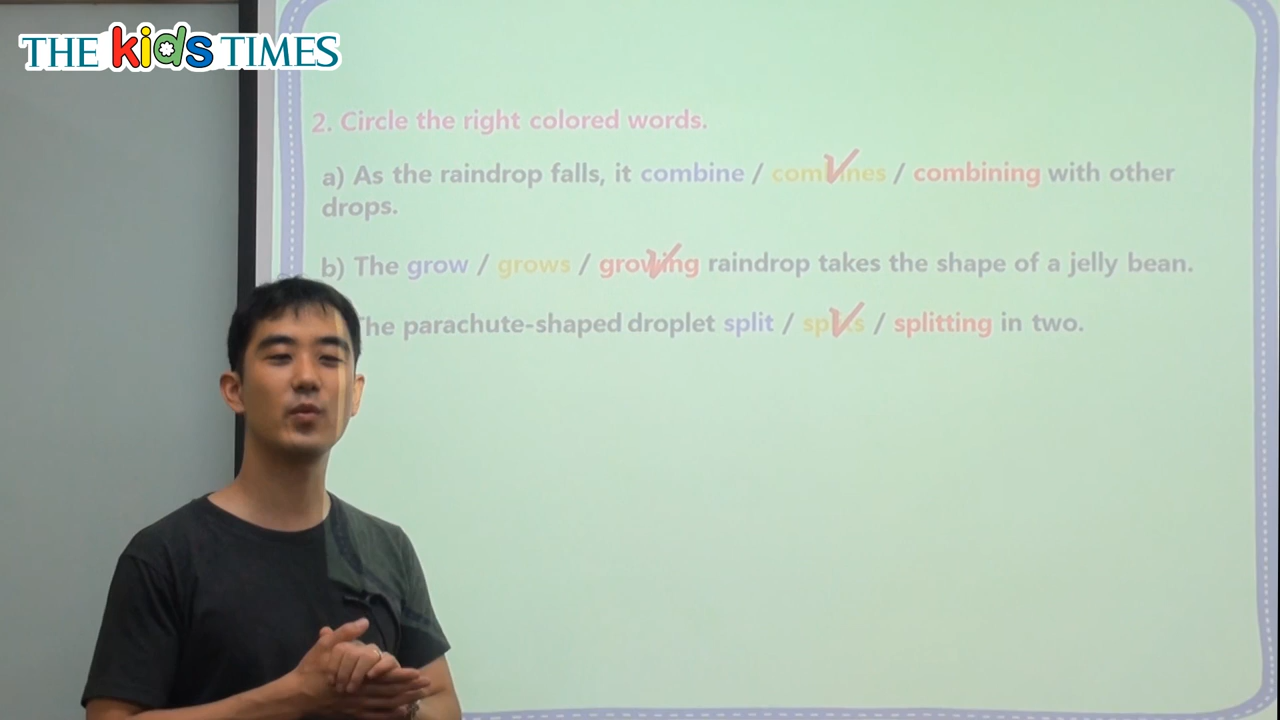 THE kids TIMES
2. Circle the right colored words.
a) As the raindrop falls, it combine / combines / combining with other
drops.
b) The grow / grows / growing raindrop takes the shape of a jelly bean.
The parachute-shaped droplet split / splits / splitting in two.